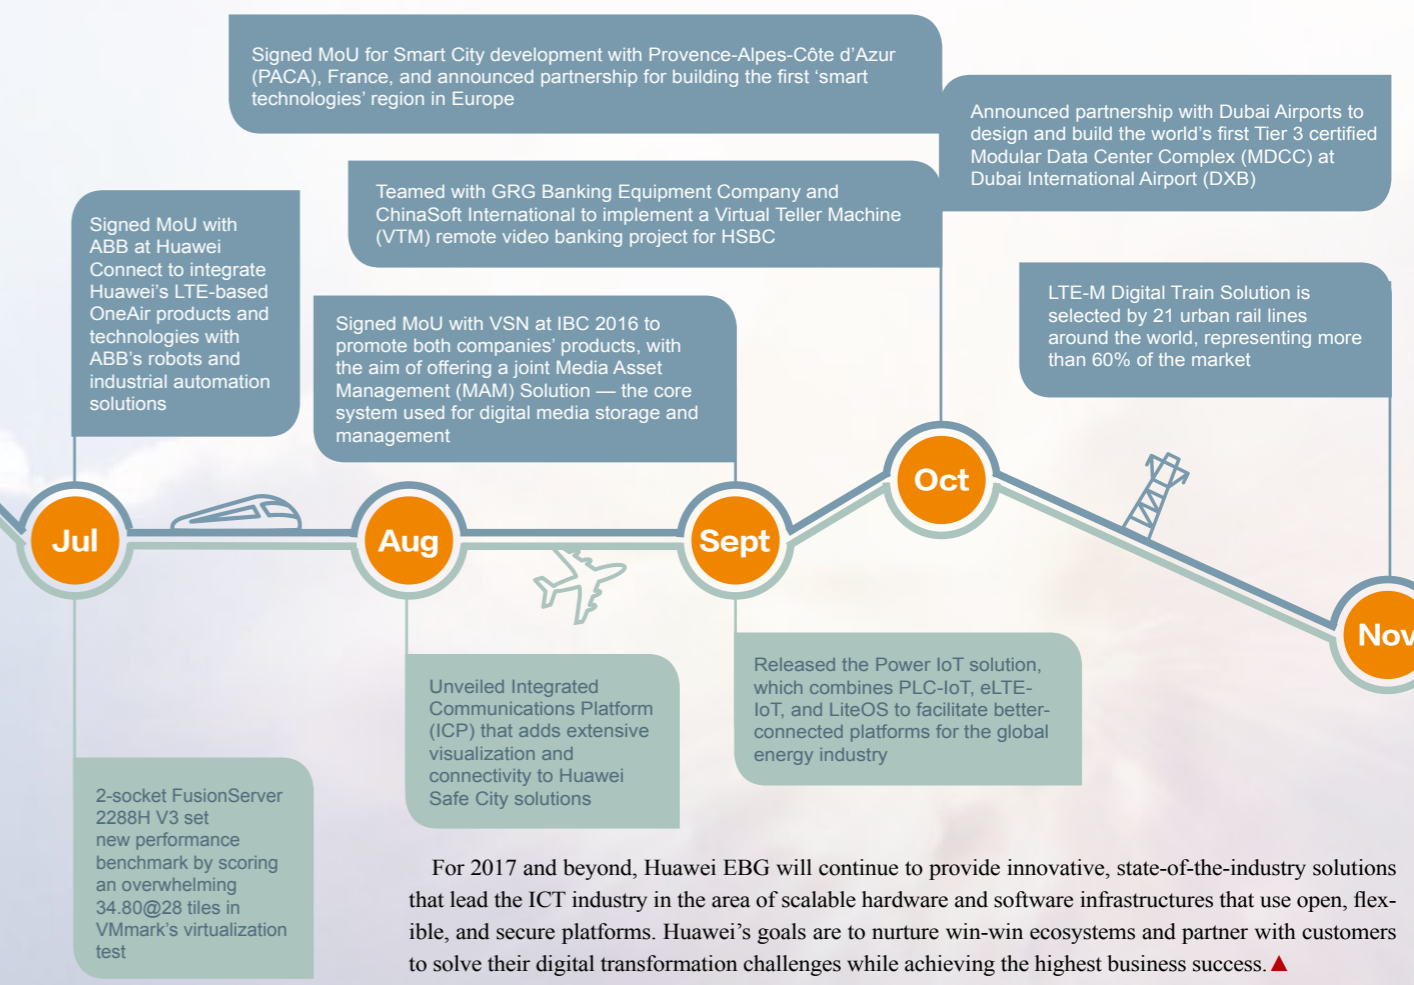 Signed MoU for Smart City development with Provence-Alpes-Côte d’Azur
(PACA), France, and announced partnership for building the first ‘smart
technologies’ region in Europe
Announced partnership with Dubai Airports to
design and build the world’s first Tier 3 certified
Modular Data Center Complex (MDCC) at
Dubai International Airport (DXB)
Teamed with GRG Banking Equipment Company and
ChinaSoft International to implement a Virtual Teller Machine
(VTM) remote video banking project for HSBC
Signed MoU with
ABB at Huawei
Connect to integrate
Huawei’s LTE-based
OneAir products and
technologies with
ABB’s robots and
industrial automation
solutions
Signed MoU with VSN at IBC 2016 to
promote both companies’ products, with
the aim of offering a joint Media Asset
Management (MAM) Solution — the core
system used for digital media storage and
management
LTE-M Digital Train Solution is
selected by 21 urban rail lines
around the world, representing more
than 60% of the market
Jul
Aug
Sept
Oct
Nov
2-socket FusionServer
2288H V3 set
new performance
benchmark by scoring
an overwhelming
34.80@28 tiles in
VMmark’s virtualization
test
Unveiled Integrated
Communications Platform
(ICP) that adds extensive
visualization and
connectivity to Huawei
Safe City solutions
Released the Power IoT solution,
which combines PLC-IoT, eLTE-
IoT, and LiteOS to facilitate better-
connected platforms for the global
energy industry
For 2017 and beyond, Huawei EBG will continue to provide innovative, state-of-the-industry solutions
that lead the ICT industry in the area of scalable hardware and software infrastructures that use open, flex-
ible, and secure platforms. Huawei’s goals are to nurture win-win ecosystems and partner with customers
to solve their digital transformation challenges while achieving the highest business success.▲